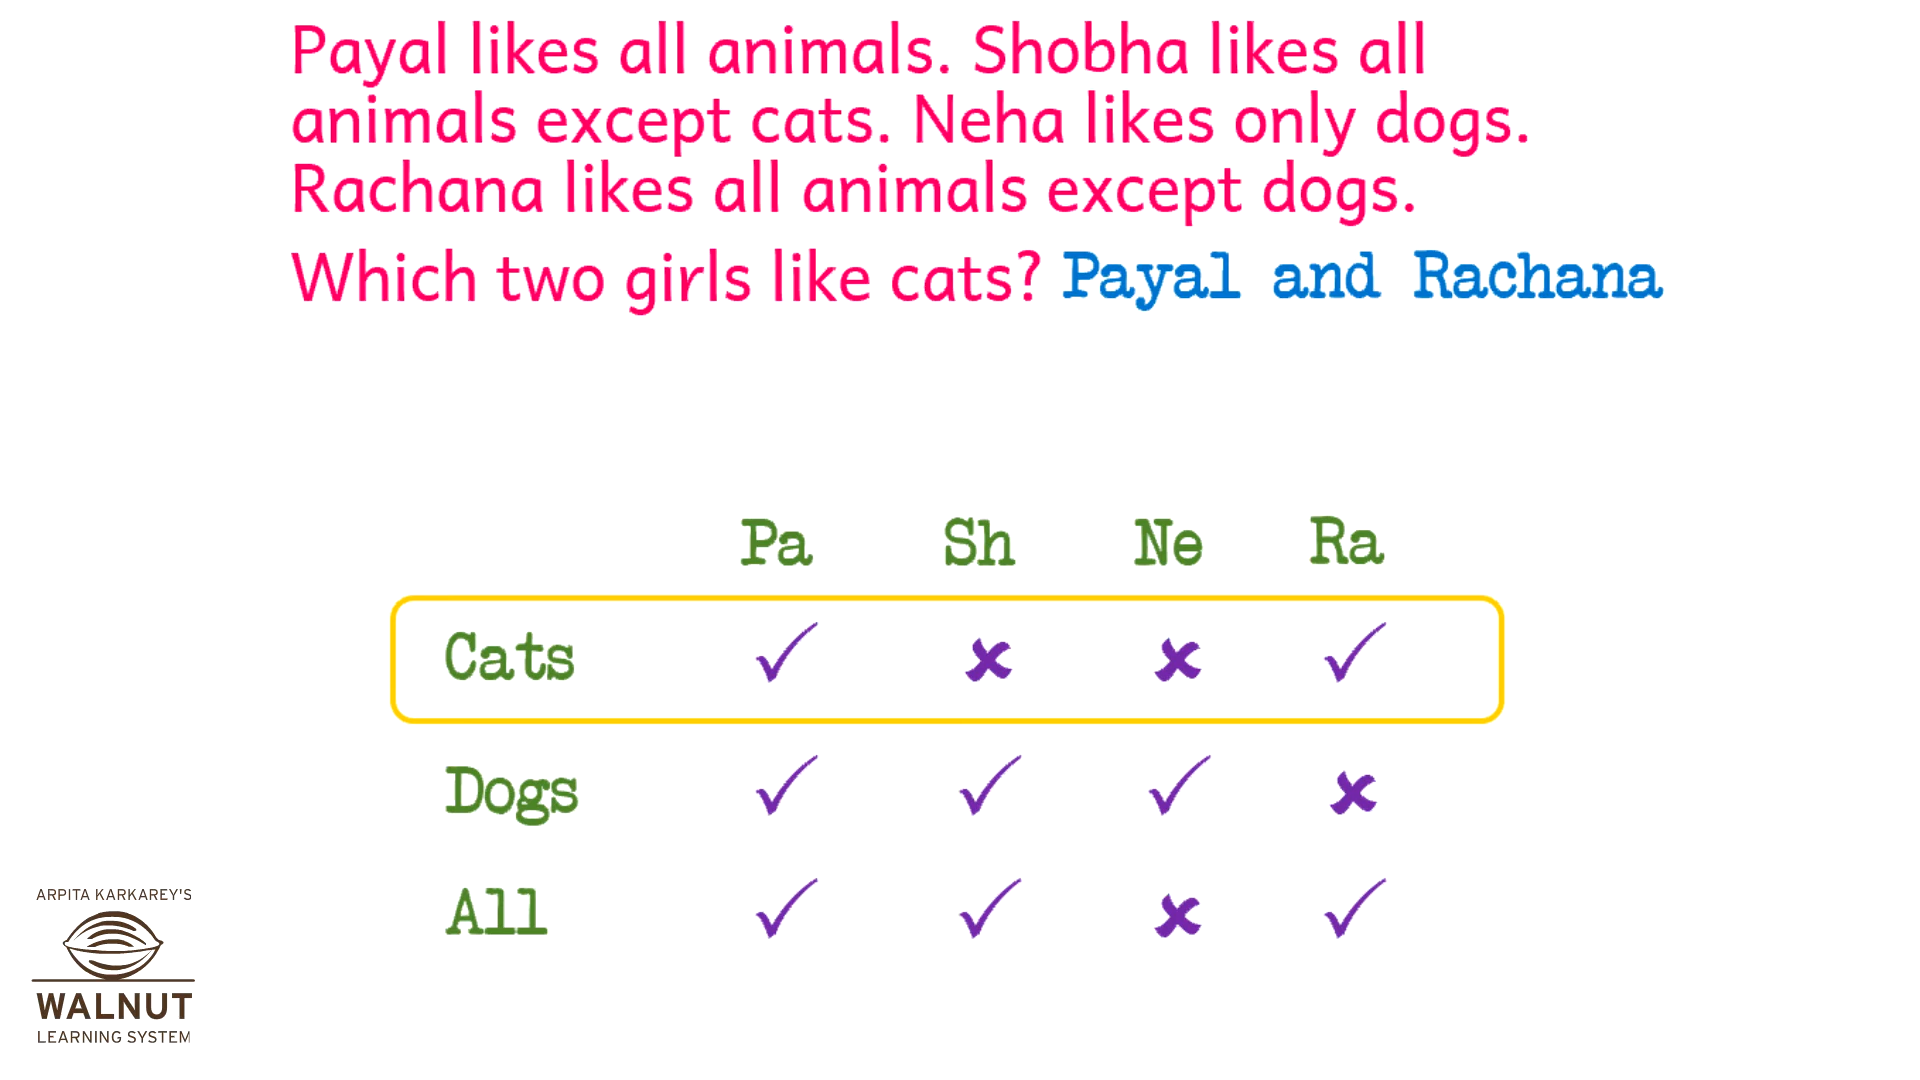 Payal likes all animals. Shobha likes all
animals except cats. Neha likes only dogs.
Rachana likes all animals except dogs.
Which two girls like cats? Payal and Rachana
Pa Sh Ne Ra
Cats ✓ ✘ ✘ ✓
Dogs ✓ ✓ ✓ ✘
All ✓ ✓ ✘ ✓
ARPITA KARKAREY'S
WALNUT
LEARNING SYSTEM